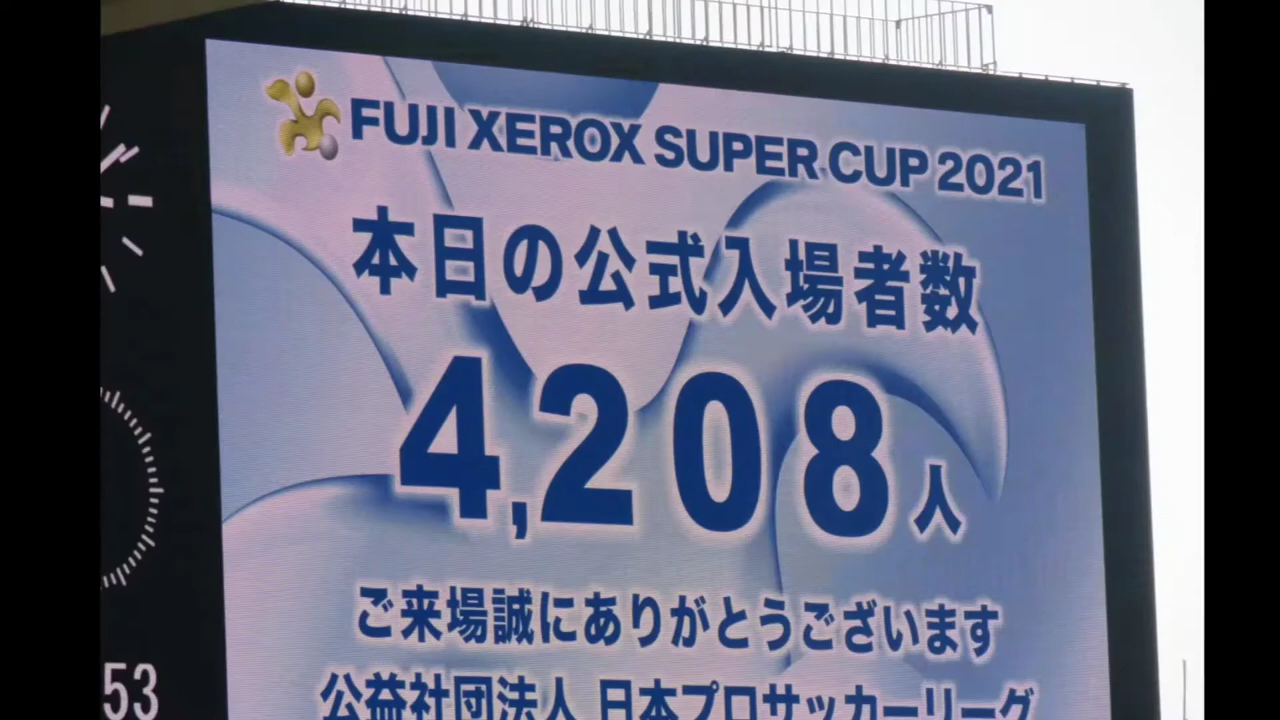 FUJI XEROX SUPER CUP 2021
本日の公式入場者数
4,208人
ご来場誠にありがとうございます
公益社団法人 日本プロサッカーリーグ
53